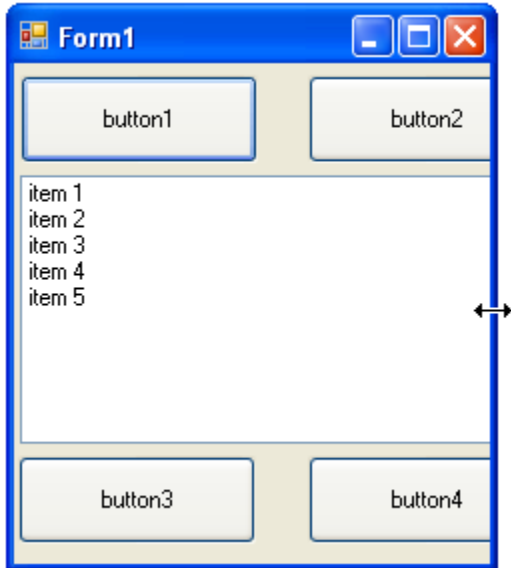 Form1
button1 button2
item 1
item 2
item 3
item 4
item 5
button3 button4